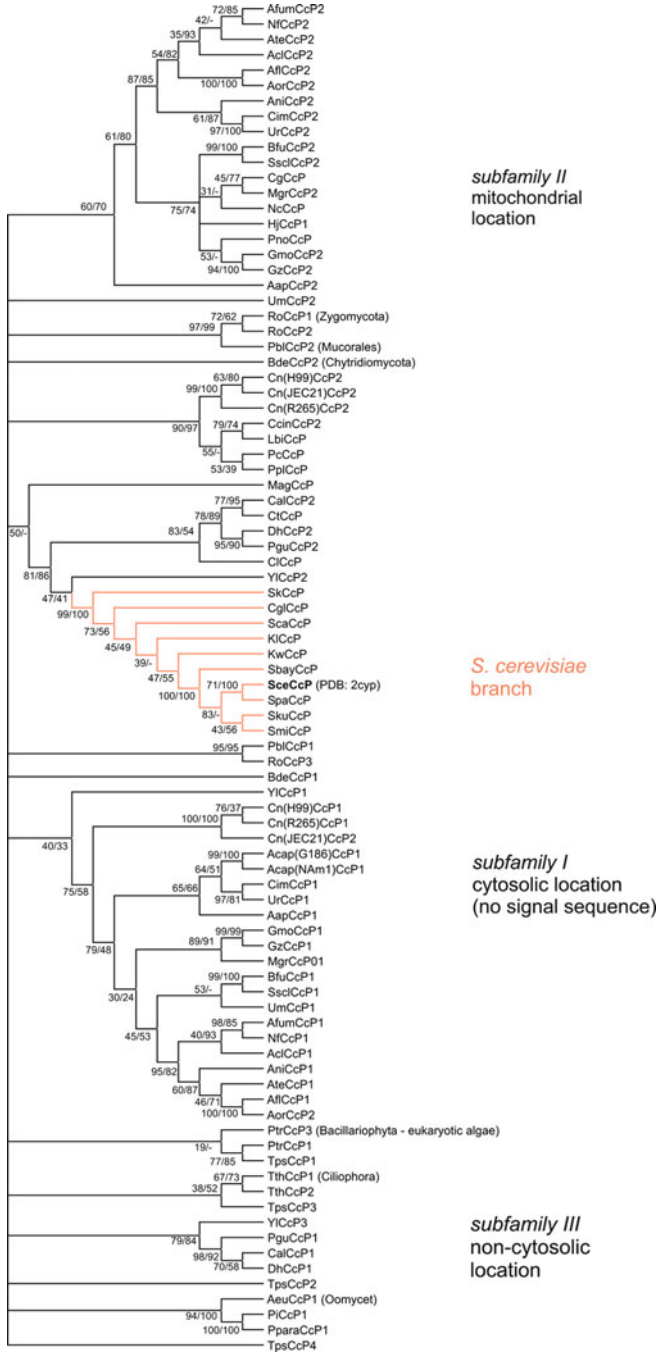 AfumCcP2
72/85
NfCcP2
42/-
AteCcP2
35/93
AclCcP2
54/82
AflCcP2
87/85
100/100
AorCcP2
AniCcP2
61/87
CimCcP2
97/100
UrCcP2
61/80
99/100
BfuCcP2
SsclCcP2
45/77
CgCcP
31/-
MgrCcP2
75/74
NcCcP
60/70
HjCcP1
PnoCcP
53/-
GmoCcP2
94/100
GzCcP2
AapCcP2
subfamily II
mitochondrial
location
UmCcP2
72/62
RoCcP1 (Zygomycota)
97/99
RoCcP2
PblCcP2 (Mucorales)
BdeCcP2 (Chytridiomycota)
63/80
Cn(H99)CcP2
99/100
Cn(JEC21)CcP2
Cn(R265)CcP2
90/97
79/74
CcinCcP2
LbiCcP
55/-
PcCcP
53/39
PplCcP
MagCcP
77/95
CalCcP2
78/89
CtCcP
83/54
DhCcP2
95/90
PguCcP2
50/-
ClCcP
81/86
YlCcP2
47/41
SkCcP
99/100
CglCcP
73/56
ScaCcP
45/49
KlCcP
39/-
KwCcP
47/55
SbayCcP
100/100
71/100
SceCcP (PDB: 2cyp)
SpaCcP
83/-
SkuCcP
43/56
SmiCcP
S. cerevisiae
branch
95/95
PblCcP1
RoCcP3
BdeCcP1
YlCcP1
40/33
76/37
Cn(H99)CcP1
100/100
Cn(R265)CcP1
Cn(JEC21)CcP2
75/58
99/100
Acap(G186)CcP1
64/51
Acap(NAm1)CcP1
65/66
CimCcP1
97/81
UrCcP1
AapCcP1
79/48
99/99
GmoCcP1
89/91
GzCcP1
MgrCcP01
30/24
99/100
BfuCcP1
53/-
SsclCcP1
UmCcP1
45/53
98/85
AfumCcP1
40/93
NfCcP1
AclCcP1
95/82
AniCcP1
60/87
AteCcP1
46/71
AflCcP1
100/100
AorCcP2
subfamily I
cytosolic location
(no signal sequence)
PtrCcP3 (Bacillariophyta - eukaryotic algae)
19/-
PtrCcP1
77/85
TpsCcP1
67/73
TthCcP1 (Ciliophora)
38/52
TthCcP2
TpsCcP3
YlCcP3
79/84
PguCcP1
98/92
CalCcP1
70/58
DhCcP1
subfamily III
non-cytosolic
location
TpsCcP2
AeuCcP1 (Oomycet)
94/100
PiCcP1
100/100
PparaCcP1
TpsCcP4